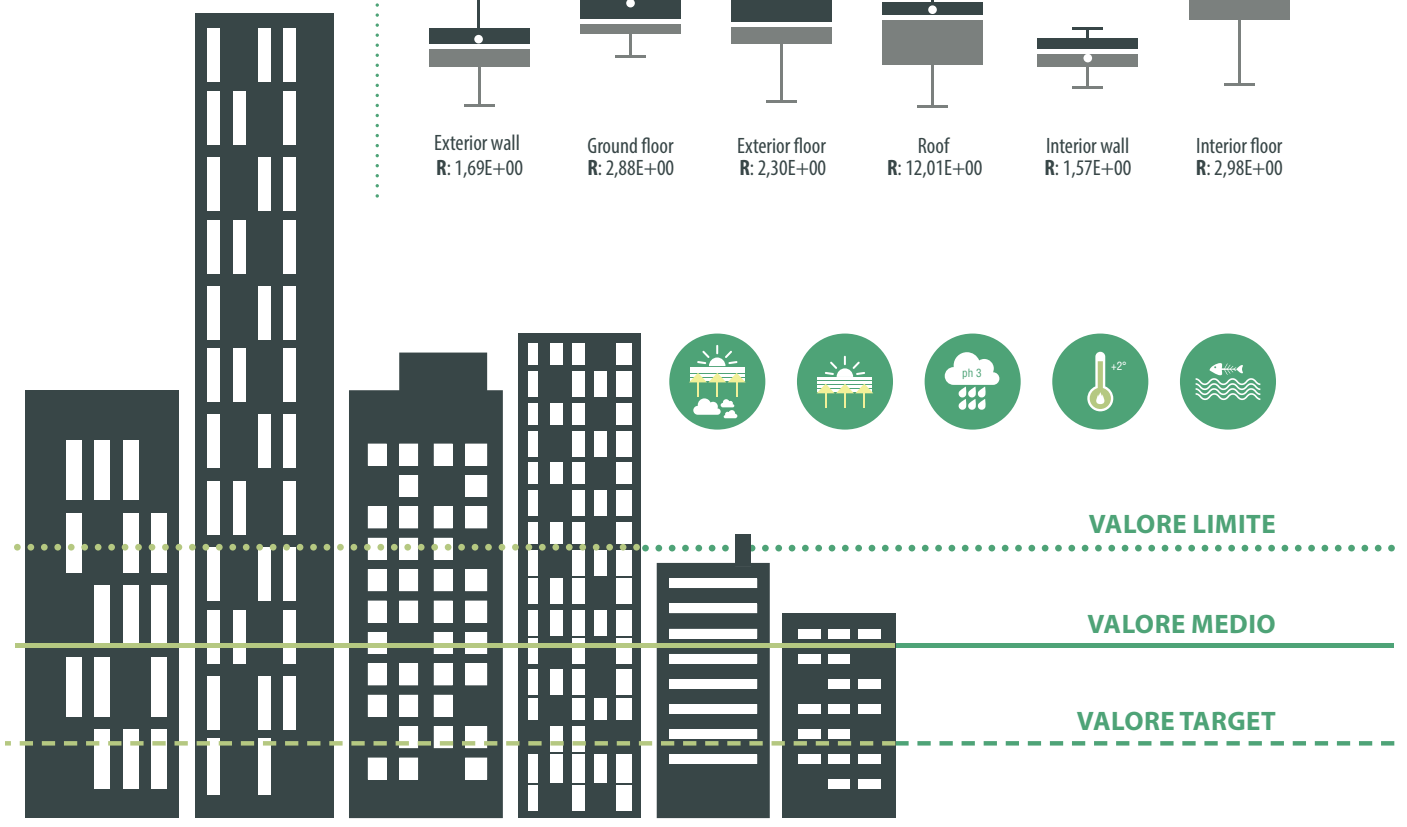 Exterior wall
R: 1,69E+00
Ground floor
R: 2,88E+00
Exterior floor
R: 2,30E+00
Roof
R: 12,01E+00
Interior wall
R: 1,57E+00
Interior floor
R: 2,98E+00
ph 3
+2°
VALORE LIMITE
VALORE MEDIO
VALORE TARGET